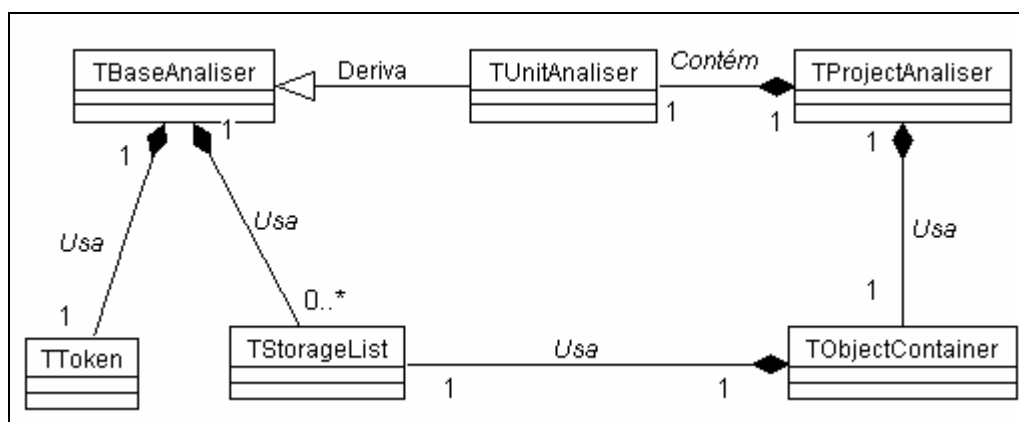 TBaseAnaliser
Deriva
TUnitAnaliser
Contém
TProjectAnaliser
1
1
1
1
1
Usa
Usa
Usa
1
0..*
1
TToken
TStorageList
Usa
TObjectContainer
1
1